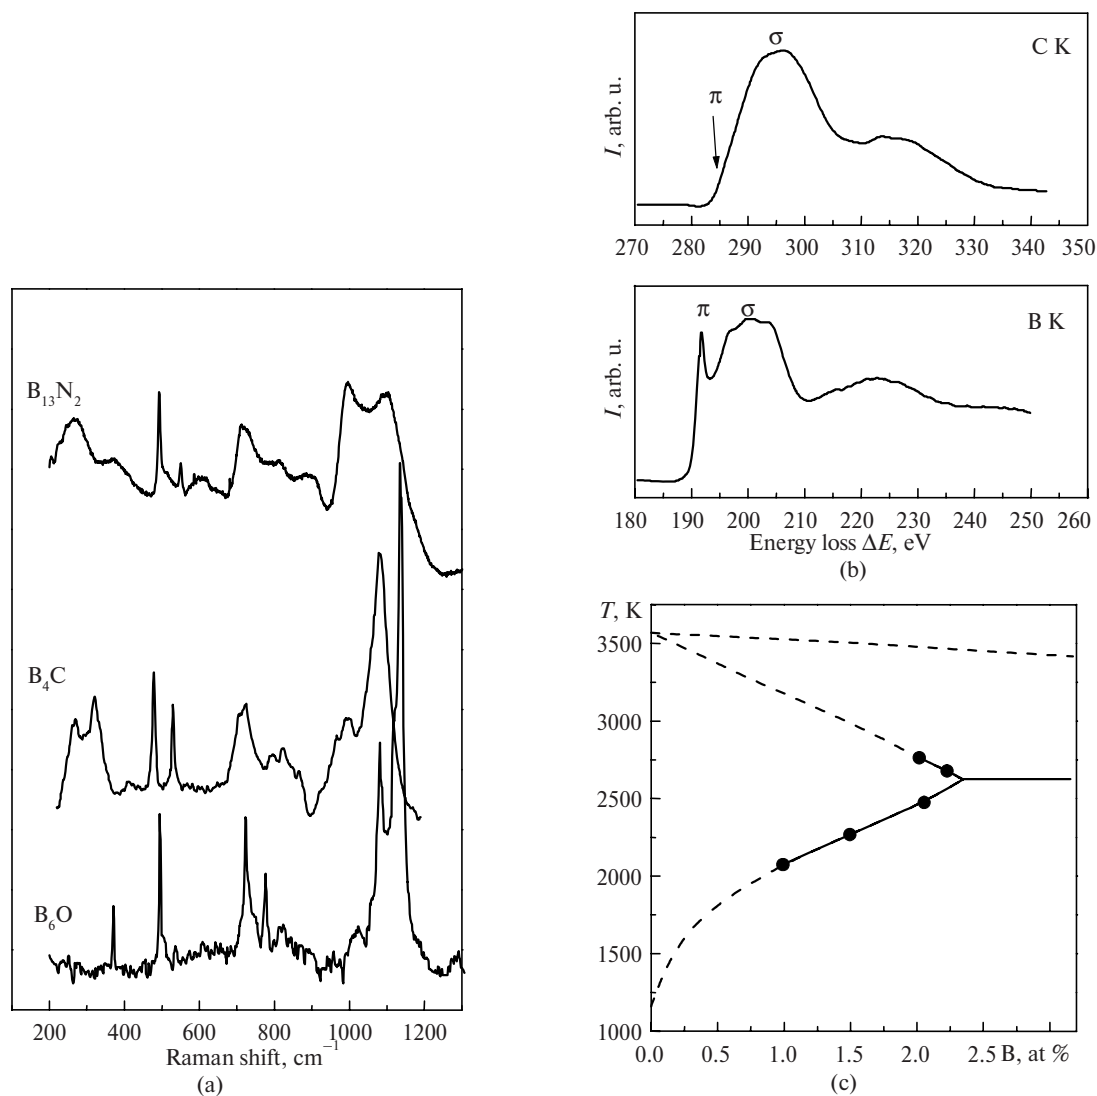 B₁₃N₂
B₄C
B₆O
200 400 600 800 1000 1200
Raman shift, cm⁻¹
(a)
σ
C K
π
I, arb. u.
270 280 290 300 310 320 330 340 350
π σ
B K
I, arb. u.
180 190 200 210 220 230 240 250 260
Energy loss ΔE, eV
(b)
T, K
3500
3000
2500
2000
1500
1000
0.0 0.5 1.0 1.5 2.0 2.5 B, at %
(c)